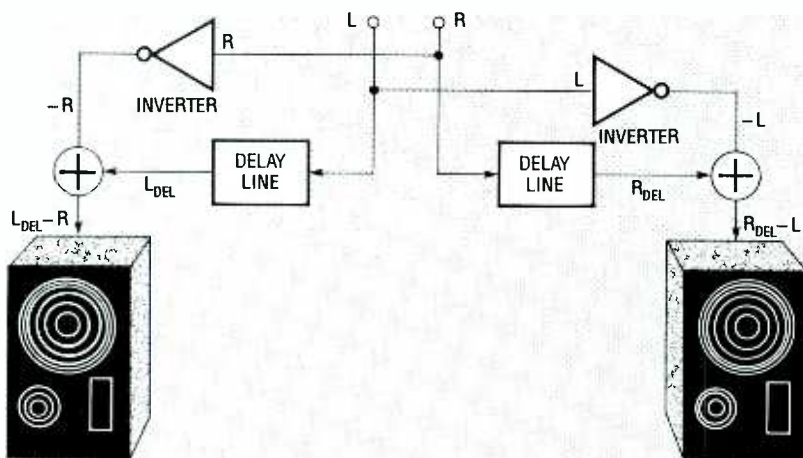 L R
R
INVERTER
-R
L
INVERTER
-L
DELAY
LINE
L_DEL
DELAY
LINE
R_DEL
L_DEL-R
R_DEL-L